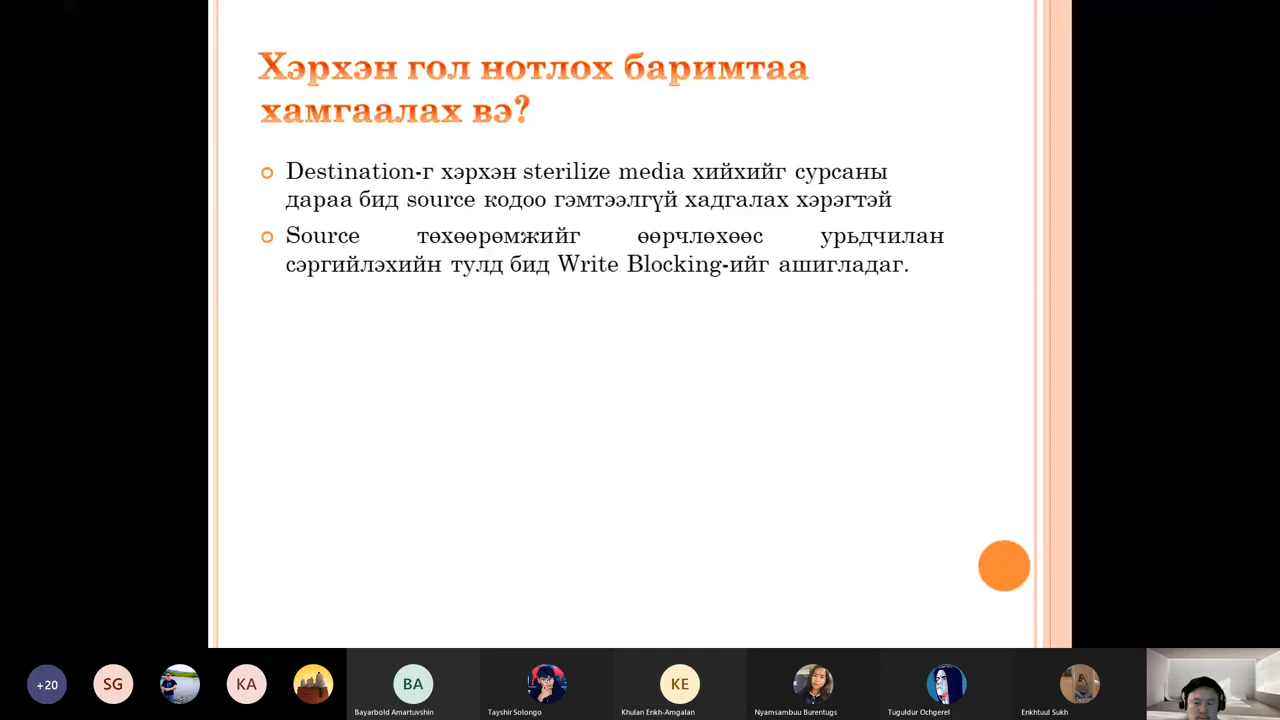 Хэрхэн гол нотлох баримтаа
хамгаалах вэ?
Destination-г хэрхэн sterilize media хийхийг сурсаны
дараа бид source кодоо гэмтээлгүй хадгалах хэрэгтэй
Source төхөөрөмжийг өөрчлөхөөс урьдчилан
сэргийлэхийн тулд бид Write Blocking-ийг ашигладаг.
+20
SG
KA
BA
KE
Bayarbold Amartuvshin
Tayshir Solongo
Khulan Enkh-Amgalan
Nyamsambuu Burentugs
Tuguldur Ochgerel
Enkhtuul Sukh